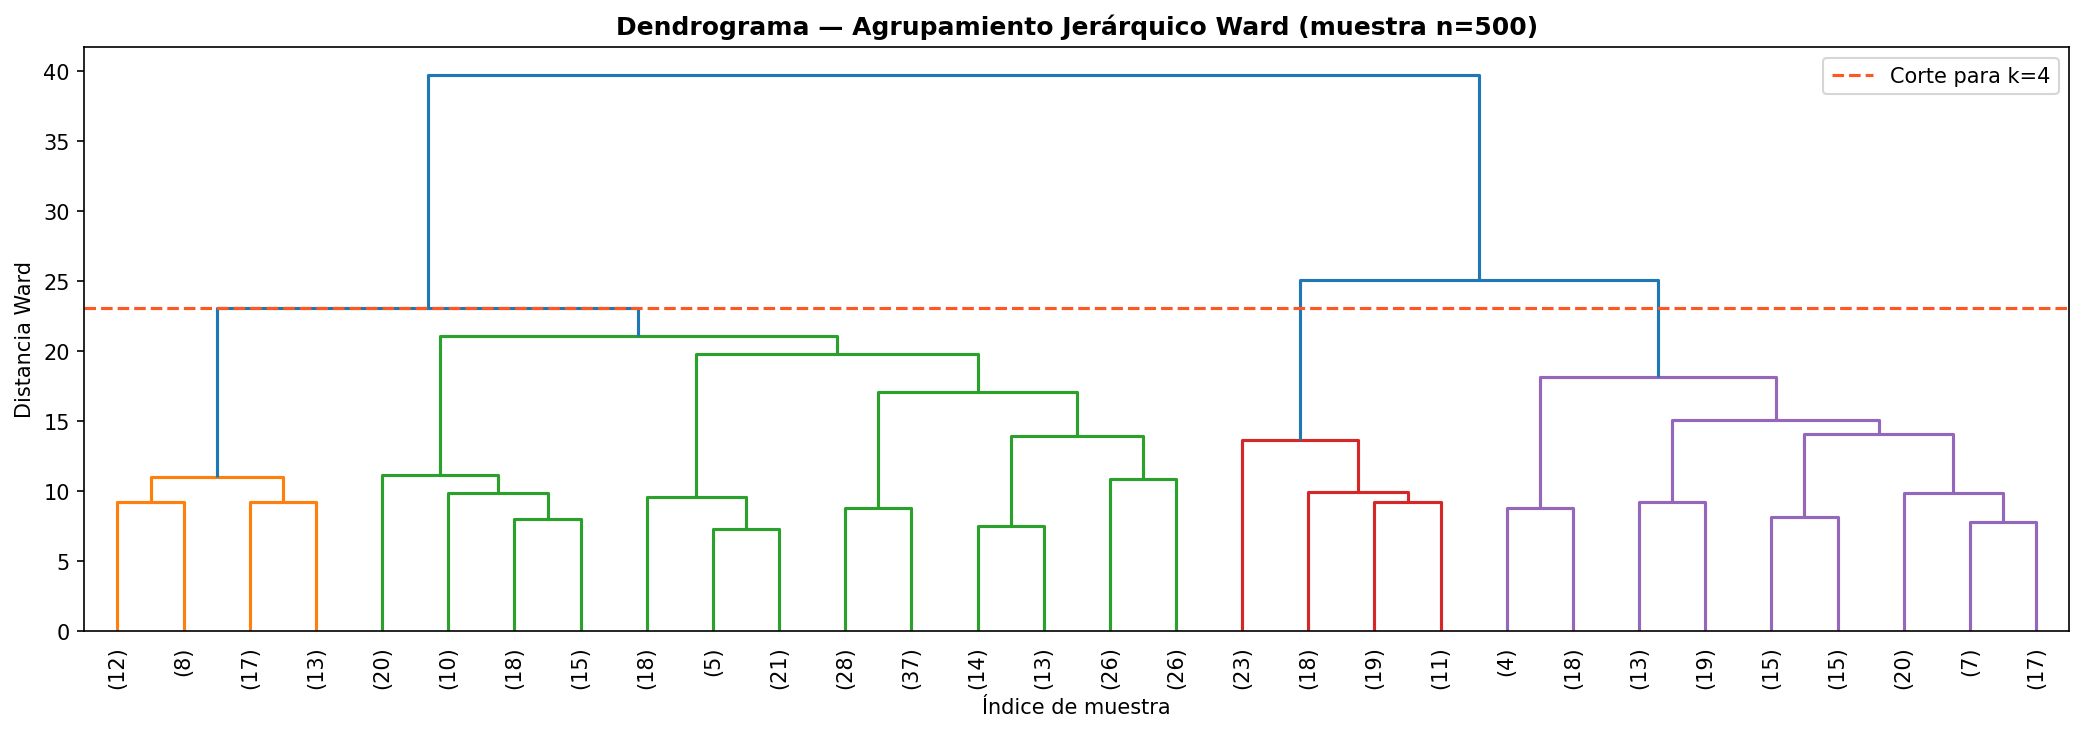 Dendrograma — Agrupamiento Jerárquico Ward (muestra n=500)
Corte para k=4
Distancia Ward
40
35
30
25
20
15
10
5
0
(12) (8) (17) (13) (20) (10) (18) (15) (18) (5) (21) (28) (37) (14) (13) (26) (26) (23) (18) (19) (11) (4) (18) (13) (19) (15) (15) (20) (7) (17)
Índice de muestra